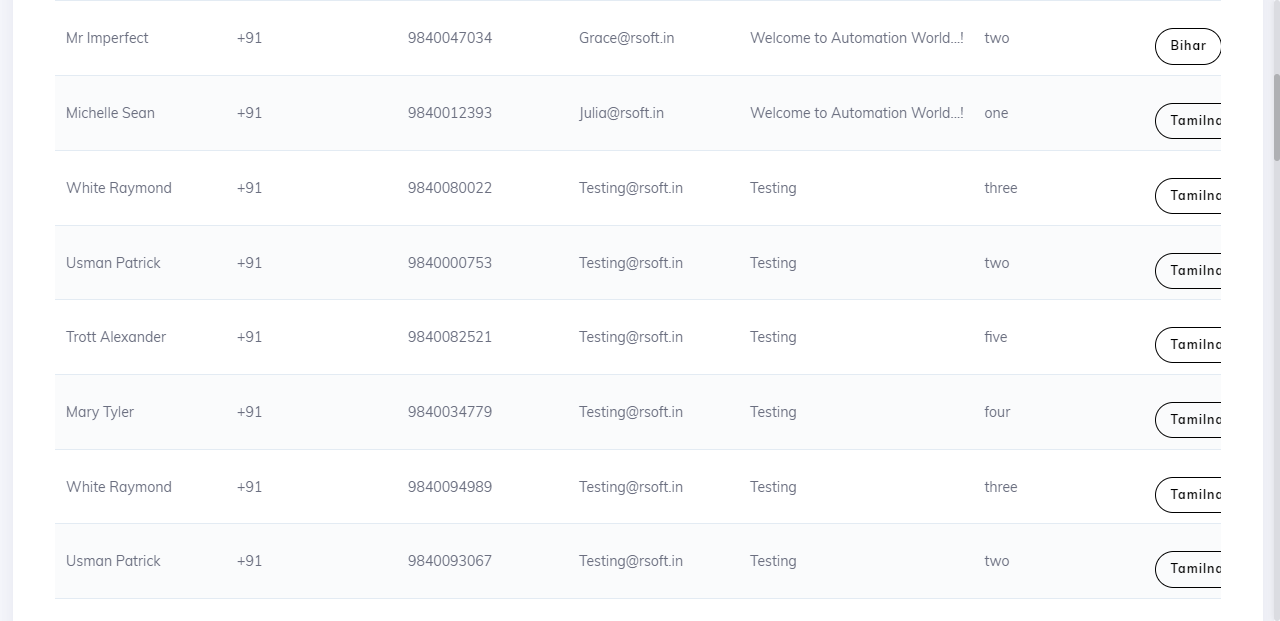 Mr Imperfect +91 9840047034 Grace@rsoft.in Welcome to Automation World...! two Bihar
Michelle Sean +91 9840012393 Julia@rsoft.in Welcome to Automation World...! one Tamilna
White Raymond +91 9840080022 Testing@rsoft.in Testing three Tamilna
Usman Patrick +91 9840000753 Testing@rsoft.in Testing two Tamilna
Trott Alexander +91 9840082521 Testing@rsoft.in Testing five Tamilna
Mary Tyler +91 9840034779 Testing@rsoft.in Testing four Tamilna
White Raymond +91 9840094989 Testing@rsoft.in Testing three Tamilna
Usman Patrick +91 9840093067 Testing@rsoft.in Testing two Tamilna